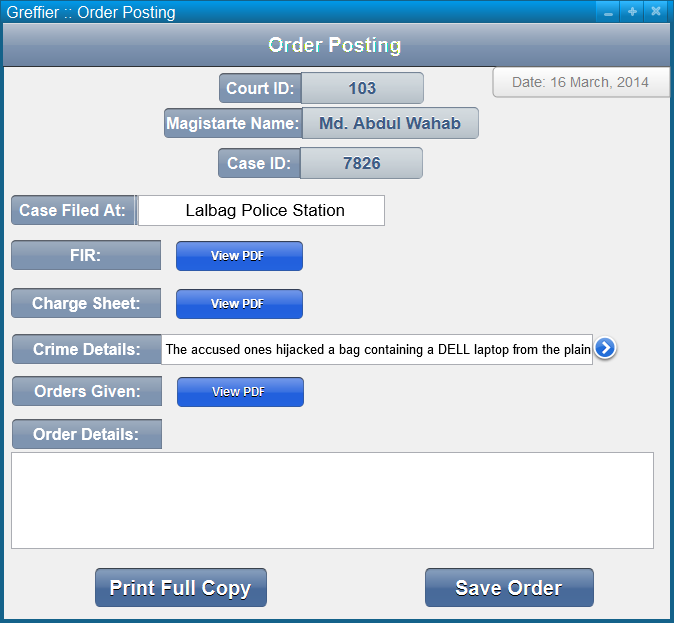 Greffier :: Order Posting
Order Posting
Date: 16 March, 2014
Court ID: 103
Magistarte Name: Md. Abdul Wahab
Case ID: 7826
Case Filed At: Lalbag Police Station
FIR: View PDF
Charge Sheet: View PDF
Crime Details: The accused ones hijacked a bag containing a DELL laptop from the plain
Orders Given: View PDF
Order Details:
Print Full Copy Save Order